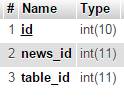 # Name Type
1 id int(10)
2 news_id int(11)
3 table_id int(11)